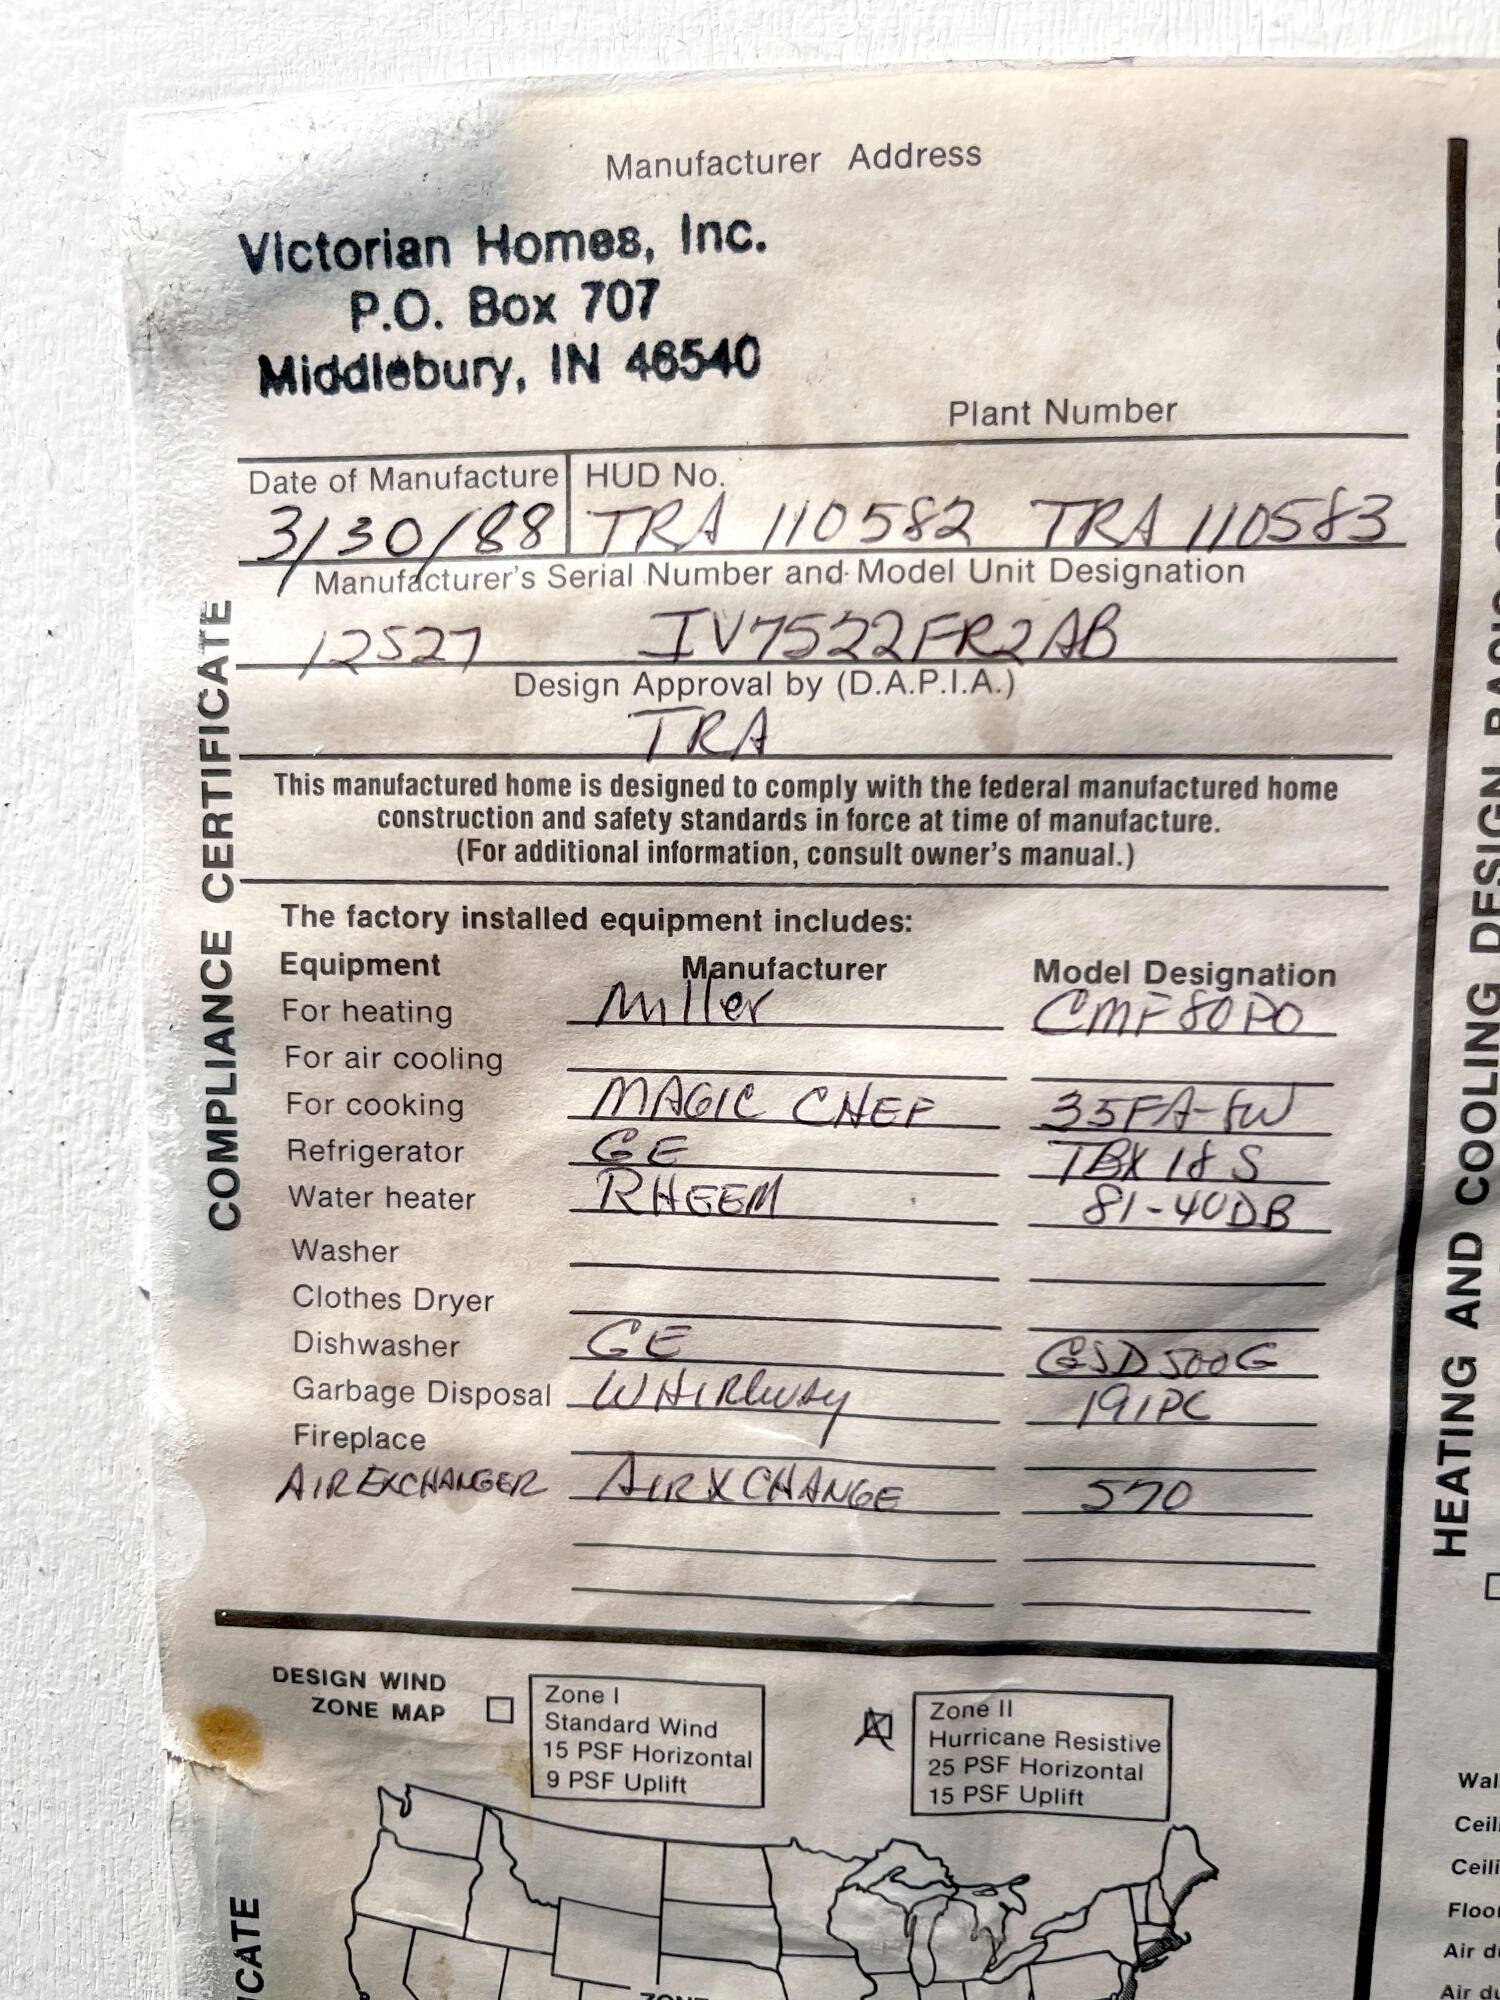 Manufacturer Address
Victorian Homes, Inc.
P.O. Box 707
Middlebury, IN 46540
Plant Number
Date of Manufacture HUD No.
3/30/88 TRA 110582 TRA 110583
Manufacturer's Serial Number and Model Unit Designation
12527 IV7522FR2AB
Design Approval by (D.A.P.I.A.)
TRA
This manufactured home is designed to comply with the federal manufactured home
construction and safety standards in force at time of manufacture.
(For additional information, consult owner's manual.)
COMPLIANCE CERTIFICATE
The factory installed equipment includes:
Equipment Manufacturer Model Designation
For heating Miller CMF80PO
For air cooling
For cooking MAGIC CHEF 35FA-8W
Refrigerator GE TBX18S
Water heater RHEEM 81-40DB
Washer
Clothes Dryer
Dishwasher GE GSD500G
Garbage Disposal WHIRLWAY 191PC
Fireplace
AIR EXCHANGER AIRXCHANGE 570
DESIGN WIND
ZONE MAP
Zone I
Standard Wind
15 PSF Horizontal
9 PSF Uplift
Zone II
Hurricane Resistive
25 PSF Horizontal
15 PSF Uplift
HEATING AND COOLING DESIGN BASIS